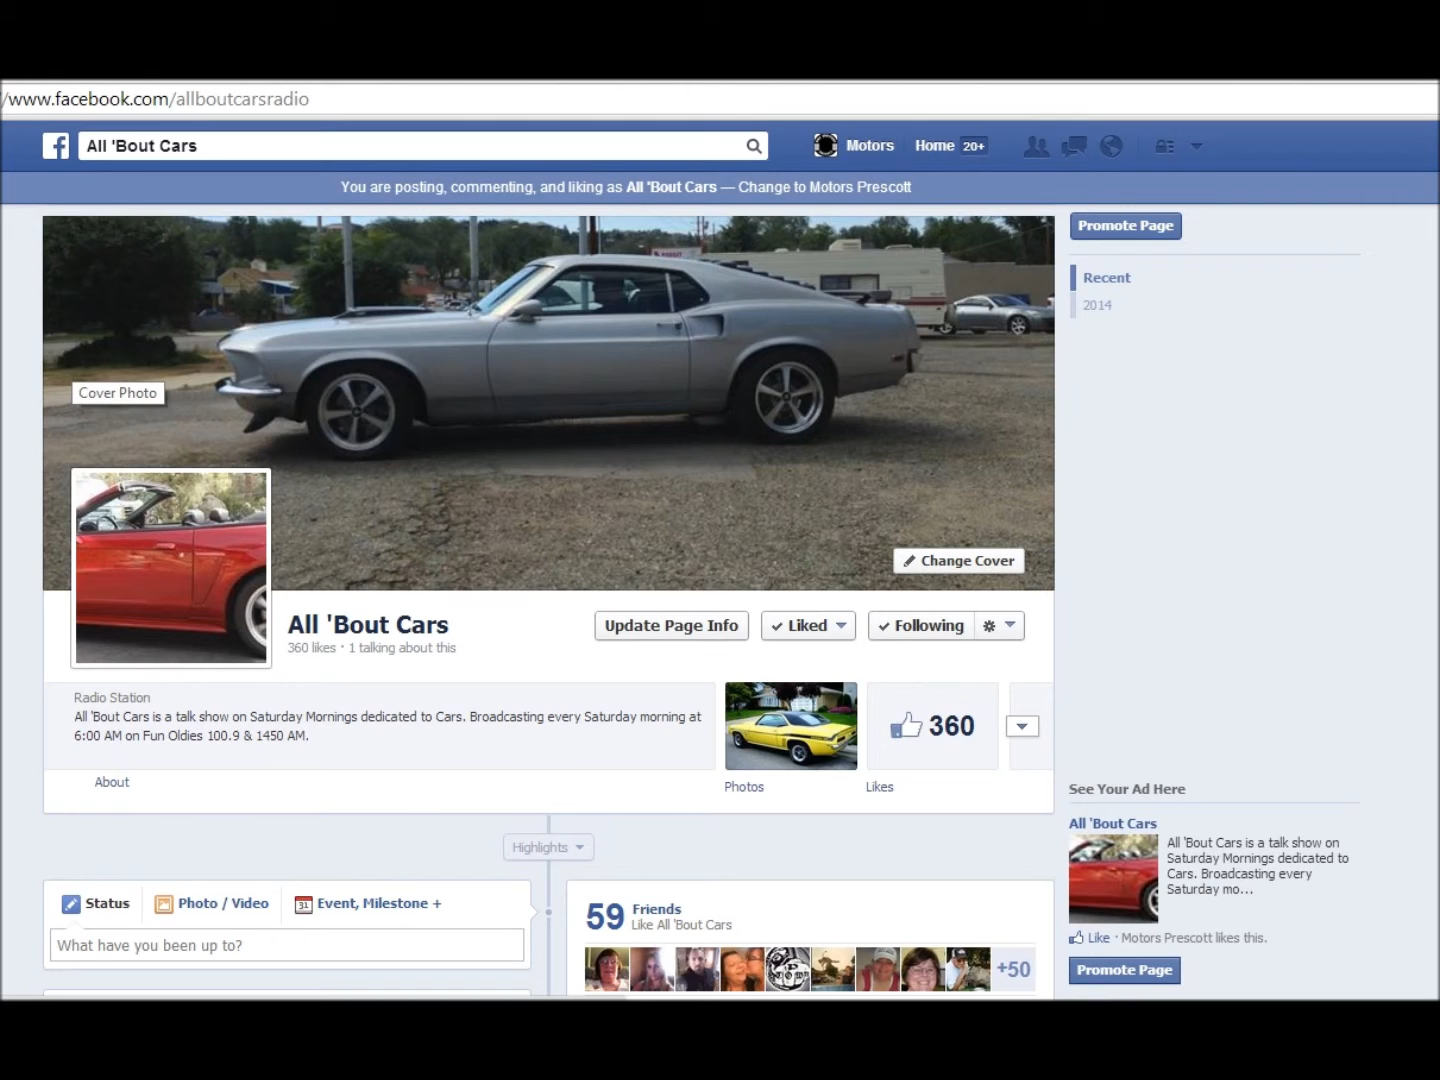 /www.facebook.com/allboutcarsradio
All 'Bout Cars
Motors Home 20+
You are posting, commenting, and liking as All 'Bout Cars — Change to Motors Prescott
Promote Page
Recent
2014
Cover Photo
Change Cover
All 'Bout Cars
360 likes · 1 talking about this
Update Page Info
Liked
Following
Radio Station
All 'Bout Cars is a talk show on Saturday Mornings dedicated to Cars. Broadcasting every Saturday morning at
6:00 AM on Fun Oldies 100.9 & 1450 AM.
About
360
Photos
Likes
See Your Ad Here
All 'Bout Cars
All 'Bout Cars is a talk show on
Saturday Mornings dedicated to
Cars. Broadcasting every
Saturday mo...
Like · Motors Prescott likes this.
Promote Page
Highlights
Status
Photo / Video
31
Event, Milestone +
What have you been up to?
59 Friends
Like All 'Bout Cars
+50